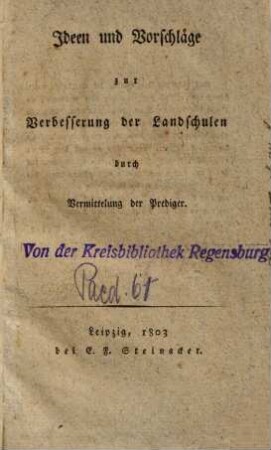 Ideen und Vorschläge
zur
Verbesserung der Landschulen
durch
Vermittelung der Prediger.
Von der Kreisbibliothek Regensburg
Paed. 61
Leipzig, 1803
bei E. F. Steinacker.